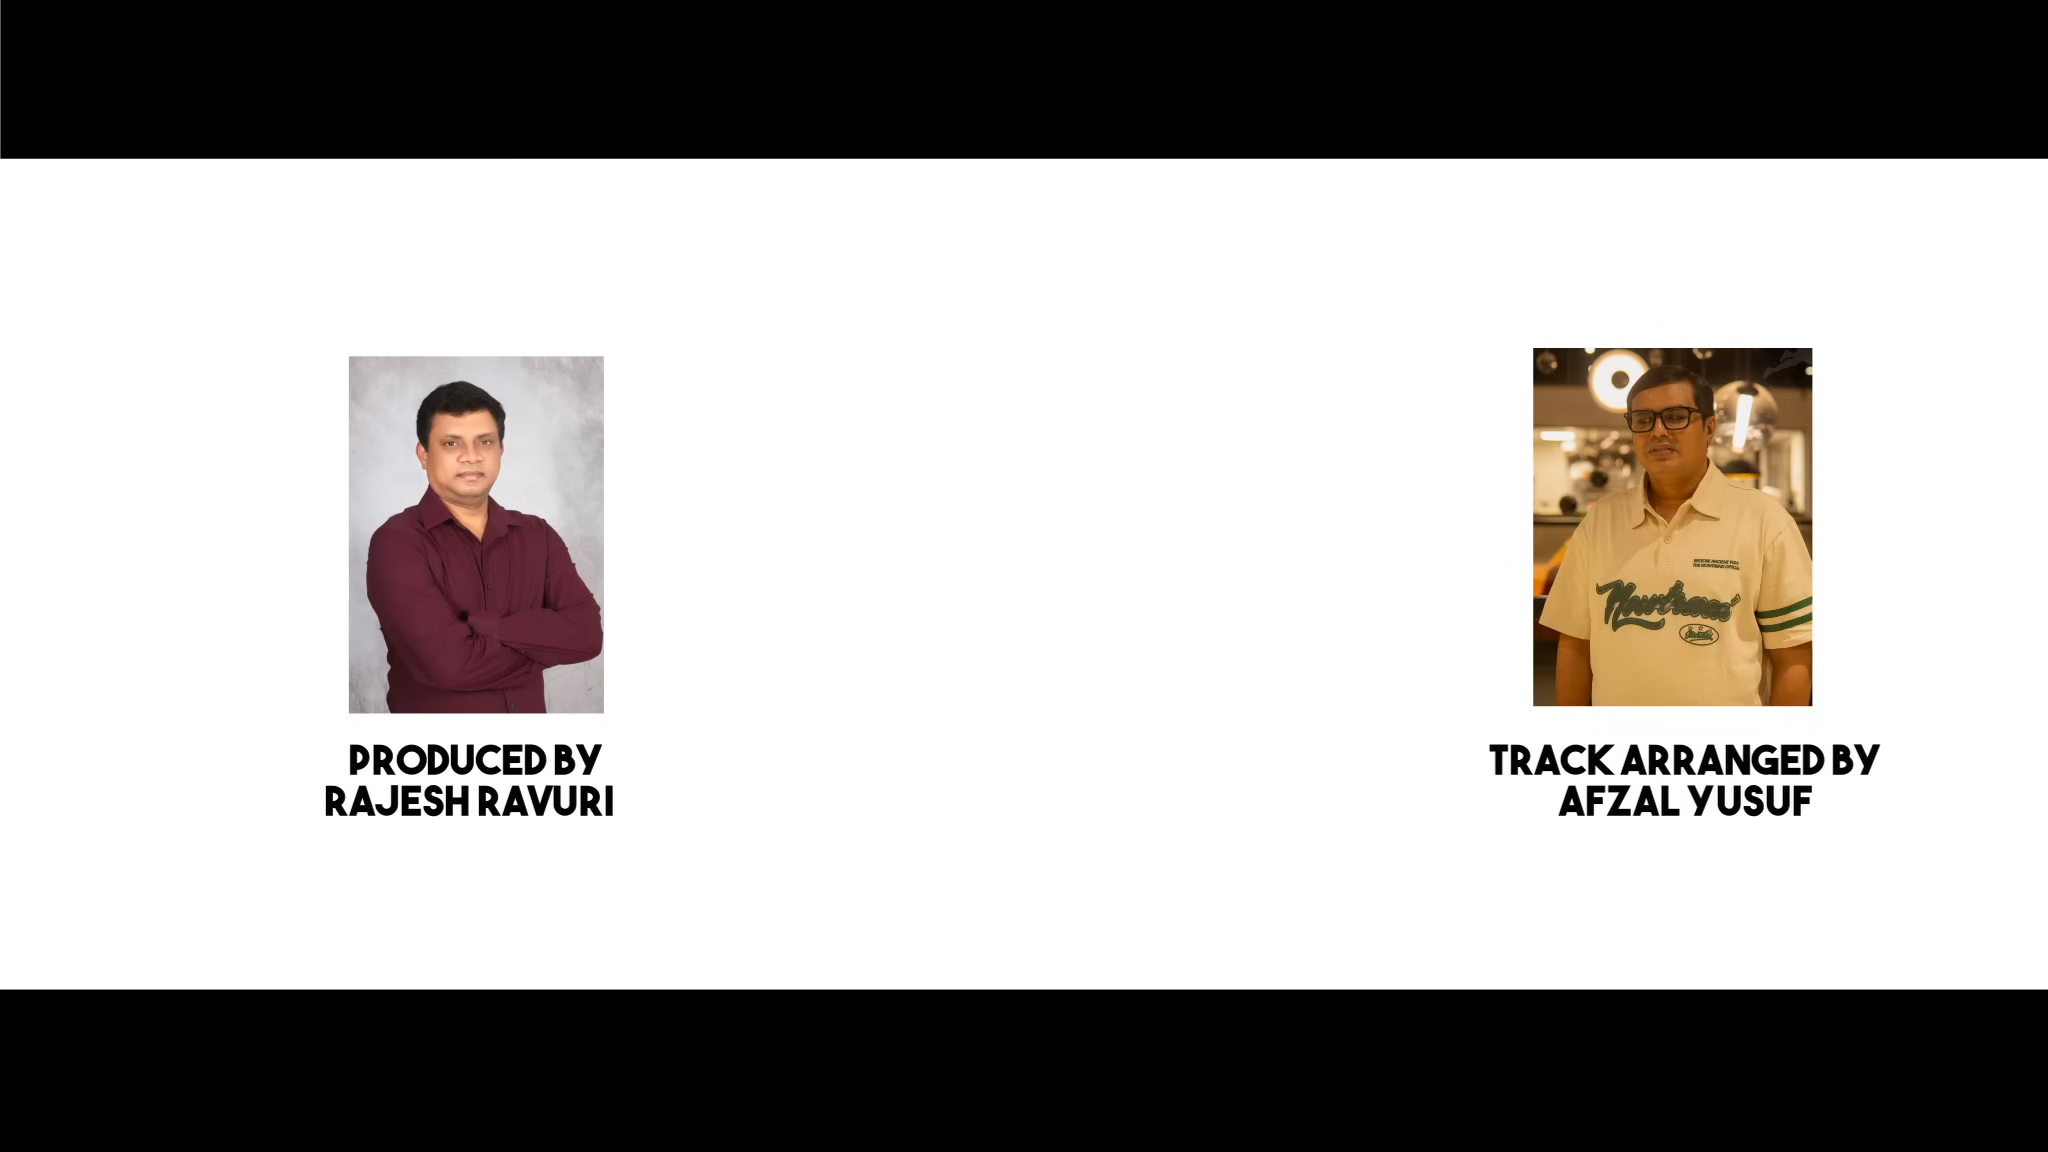 PRODUCED BY
RAJESH RAVURI
TRACK ARRANGED BY
AFZAL YUSUF